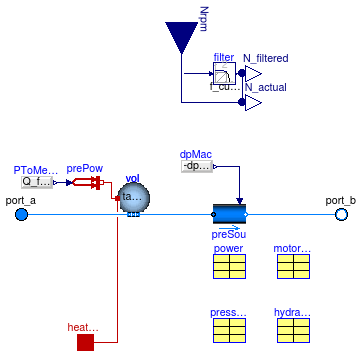 Nrpm
filter
N_filtered
f_cu...
N_actual
dpMac
-dp...
PToMe...
Q_f...
prePow
vol
ta...
port_a
port_b
preSou
power
motor...
press...
hydra...
heat...